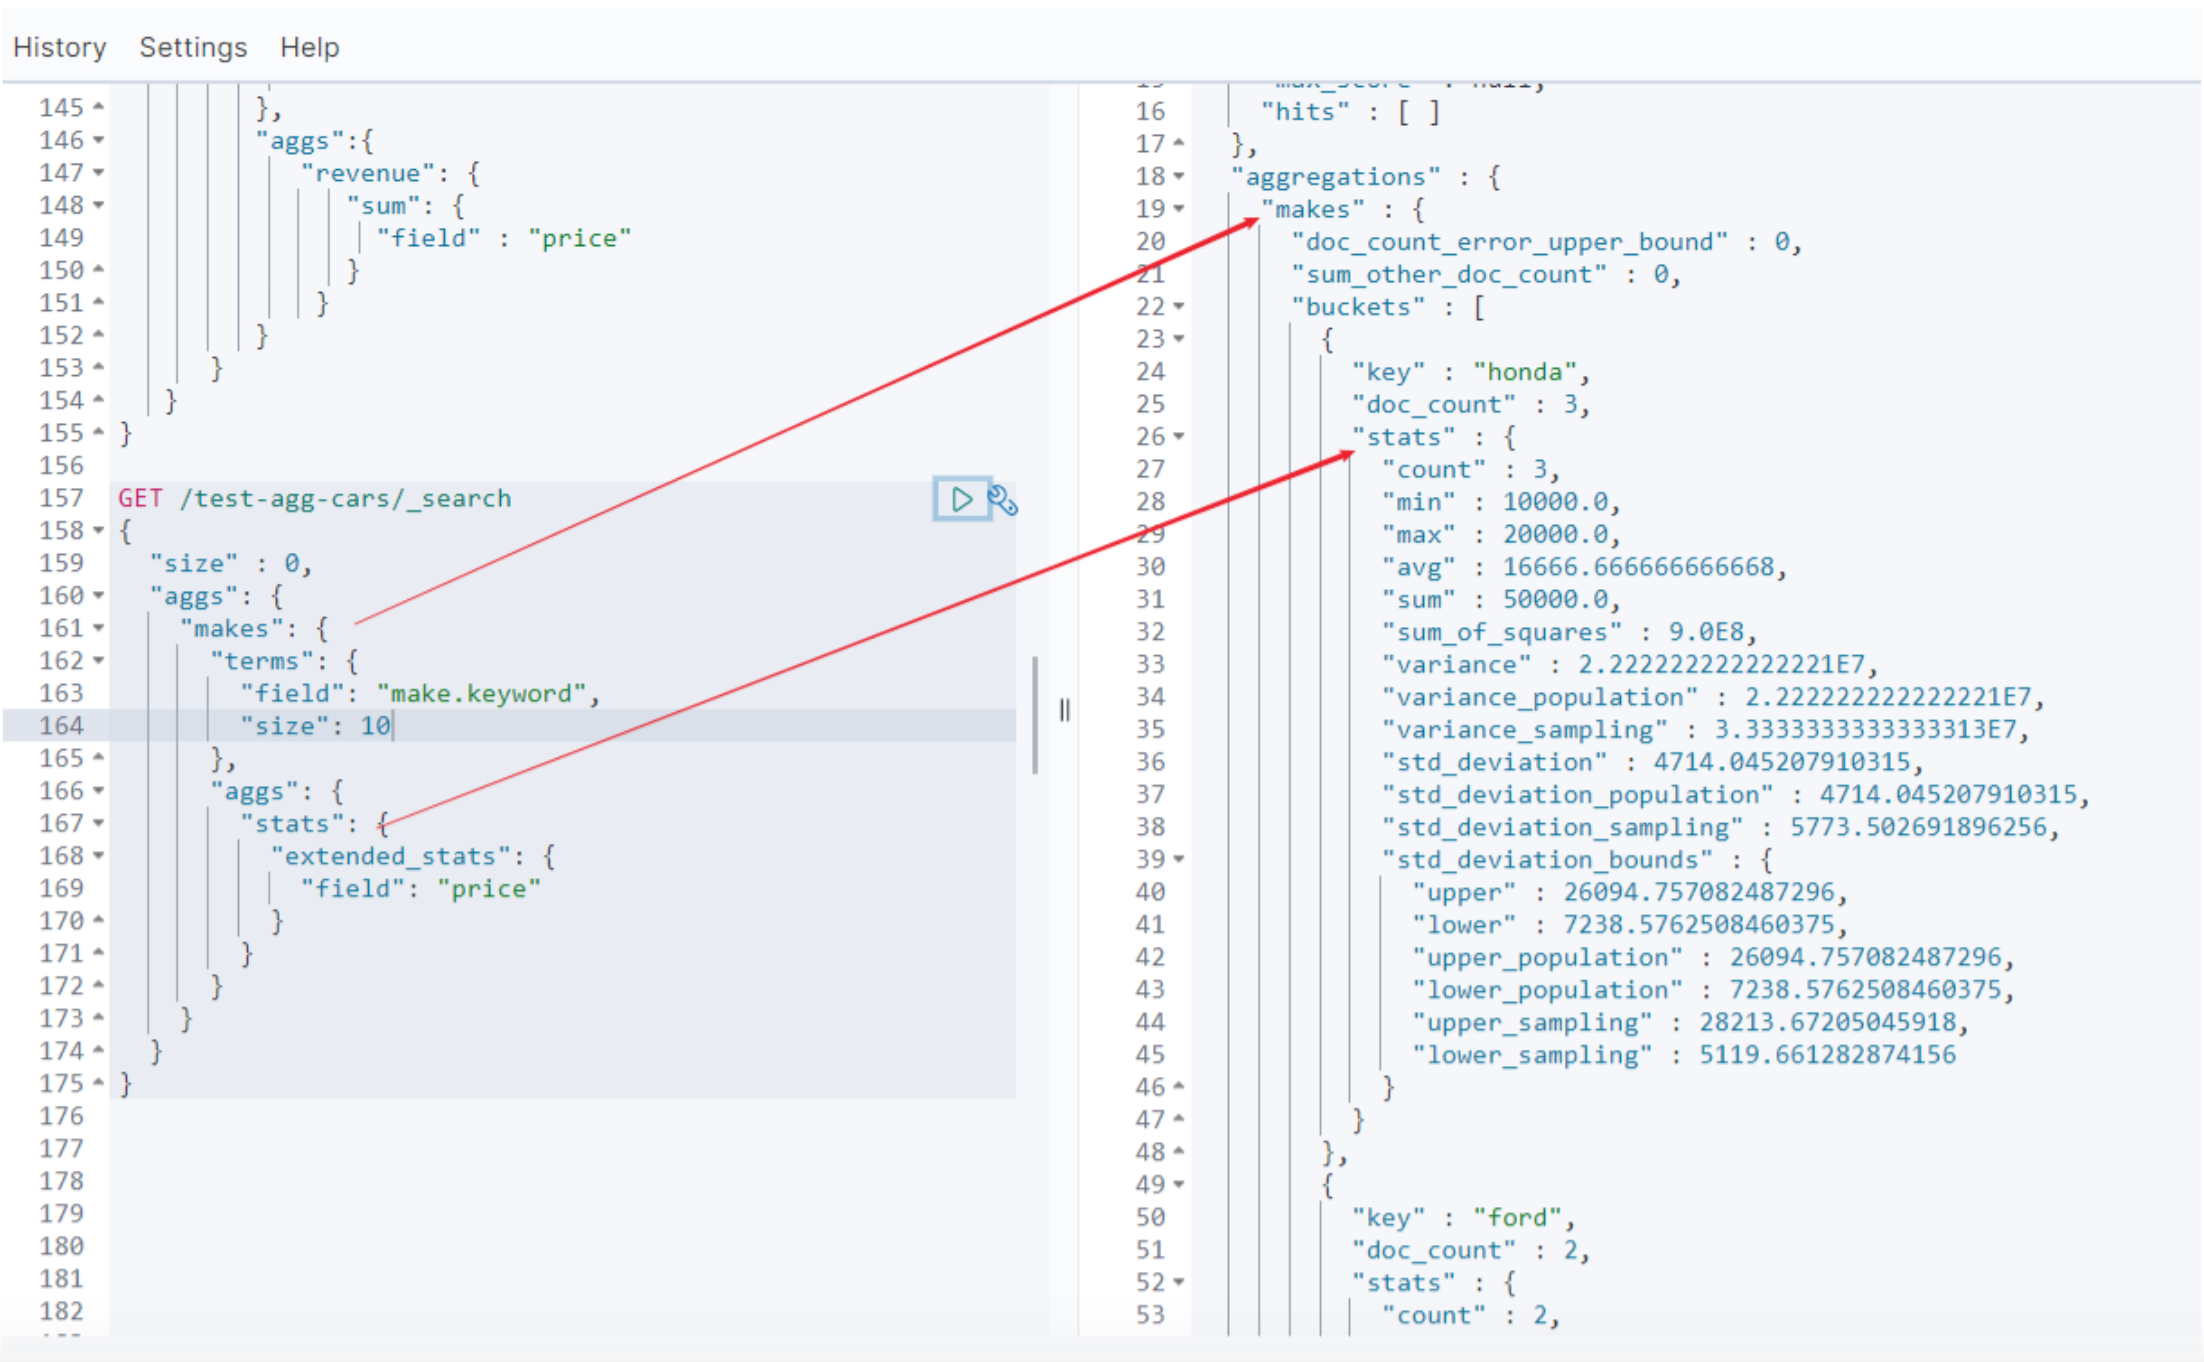 History Settings Help
145 },
146 "aggs":{
147 "revenue": {
148 "sum": {
149 "field" : "price"
150 }
151 }
152 }
153 }
154 }
155 }
156
157 GET /test-agg-cars/_search
158 {
159 "size" : 0,
160 "aggs": {
161 "makes": {
162 "terms": {
163 "field": "make.keyword",
164 "size": 10
165 },
166 "aggs": {
167 "stats": {
168 "extended_stats": {
169 "field": "price"
170 }
171 }
172 }
173 }
174 }
175 }
176
177
178
179
180
181
182
16 "hits" : [ ]
17 },
18 "aggregations" : {
19 "makes" : {
20 "doc_count_error_upper_bound" : 0,
21 "sum_other_doc_count" : 0,
22 "buckets" : [
23 {
24 "key" : "honda",
25 "doc_count" : 3,
26 "stats" : {
27 "count" : 3,
28 "min" : 10000.0,
29 "max" : 20000.0,
30 "avg" : 16666.666666666668,
31 "sum" : 50000.0,
32 "sum_of_squares" : 9.0E8,
33 "variance" : 2.222222222222221E7,
34 "variance_population" : 2.222222222222221E7,
35 "variance_sampling" : 3.3333333333333313E7,
36 "std_deviation" : 4714.045207910315,
37 "std_deviation_population" : 4714.045207910315,
38 "std_deviation_sampling" : 5773.502691896256,
39 "std_deviation_bounds" : {
40 "upper" : 26094.757082487296,
41 "lower" : 7238.5762508460375,
42 "upper_population" : 26094.757082487296,
43 "lower_population" : 7238.5762508460375,
44 "upper_sampling" : 28213.67205045918,
45 "lower_sampling" : 5119.661282874156
46 }
47 }
48 },
49 {
50 "key" : "ford",
51 "doc_count" : 2,
52 "stats" : {
53 "count" : 2,